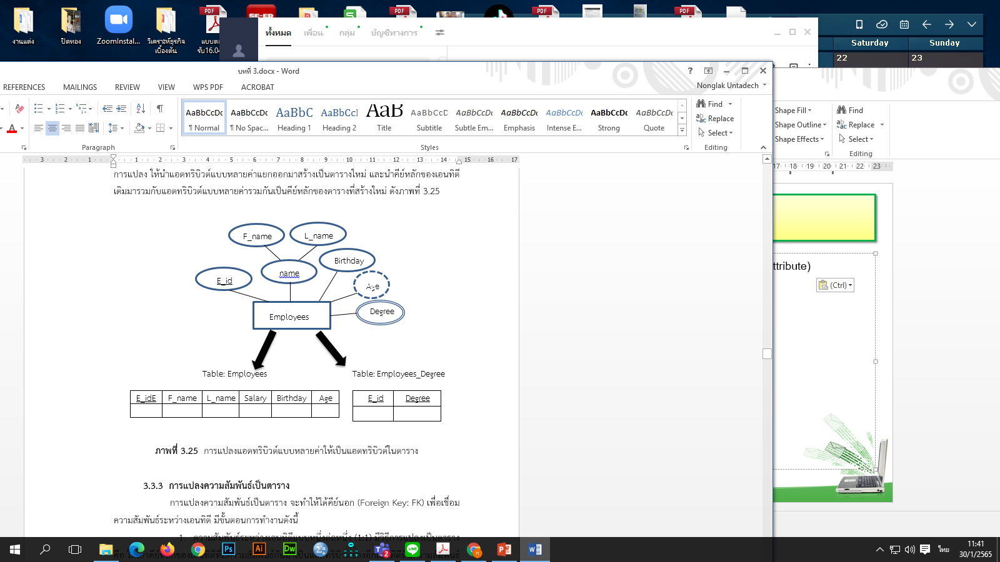 งานแต่ง
ปิดทอง
ZoomInstal...
วิเคราะห์ธุรกิจ
เบื้องต้น
PDF
SE-ED
PDF
PDF
PDF
ทั้งหมด
เพื่อน
กลุ่ม
บัญชีทางการ
Saturday
Sunday
22
23
บทที่ 3.docx - Word
REFERENCES
MAILINGS
REVIEW
VIEW
WPS PDF
ACROBAT
Nonglak Untadech
AaBbCcDc
AaBbCcDc
AaBbC
AaBbCcI
AaB
AaBbCcD
AaBbCcDc
AaBbCcDc
AaBbCcDc
AaBbCcDc
AaBbCcDc
¶ Normal
¶ No Spac...
Heading 1
Heading 2
Title
Subtitle
Subtle Em...
Emphasis
Intense E...
Strong
Quote
Find
Replace
Select
Paragraph
Styles
Editing
Shape Fill
Shape Outline
Shape Effects
Find
Replace
Select
Editing
3 2 1 1 2 3 4 5 6 7 8 9 10 11 12 13 14 15 16 17
17 18 19 20 21 22 23
การแปลง ให้นำแอตทริบิวต์แบบหลายค่าแยกออกมาสร้างเป็นตารางใหม่ และนำคีย์หลักของเอนทิตี
เดิมมารวมกับแอตทริบิวต์แบบหลายค่ารวมกันเป็นคีย์หลักของตารางที่สร้างใหม่ ดังภาพที่ 3.25
F_name
L_name
Birthday
name
E_id
Age
Degree
Employees
Table: Employees
Table: Employees_Degree
E_idE F_name L_name Salary Birthday Age
E_id Degree
ภาพที่ 3.25 การแปลงแอตทริบิวต์แบบหลายค่าให้เป็นแอตทริบิวต์ในตาราง
3.3.3 การแปลงความสัมพันธ์เป็นตาราง
การแปลงความสัมพันธ์เป็นตาราง จะทำให้ได้คีย์นอก (Foreign Key: FK) เพื่อเชื่อม
ความสัมพันธ์ระหว่างเอนทิตี มีขั้นตอนการทำงานดังนี้
1. ความสัมพันธ์ระหว่างเอนทิตีแบบหนึ่งต่อหนึ่ง (1:1) มีวิธีการแปลงเป็นตาราง
ttribute)
(Ctrl)
Ps
Ai
Dw
2
LINE
n
ไทย
11:41
30/1/2565